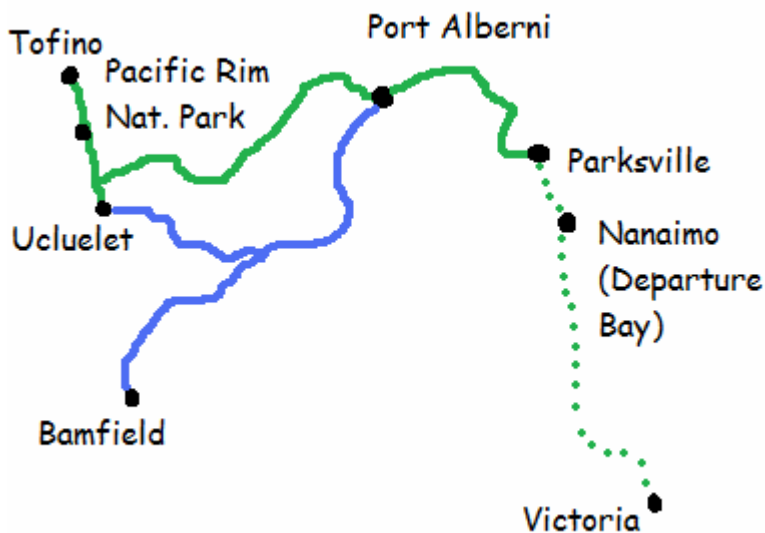 Port Alberni
Tofino
Pacific Rim
Nat. Park
Parksville
Ucluelet
Nanaimo
(Departure
Bay)
Bamfield
Victoria